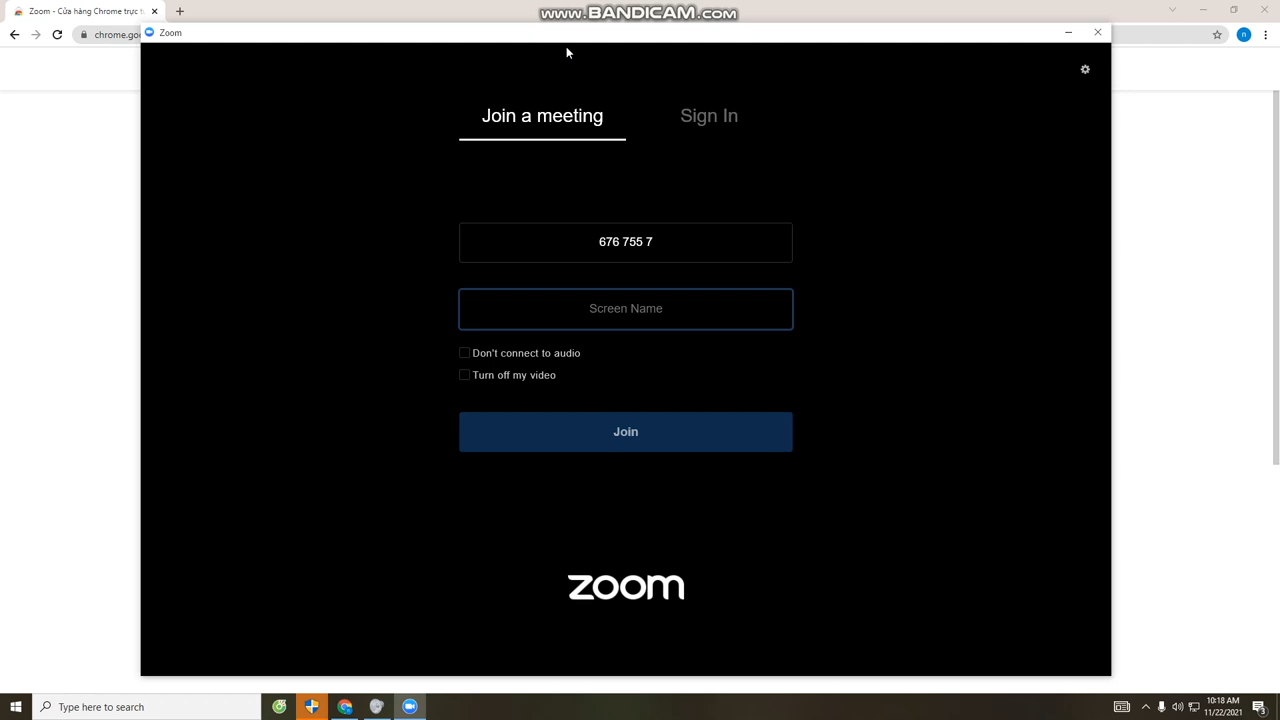 Zoom - Cửa hàng Chrome trực t
www.BANDICAM.com
chrome.go
n
Zoom
Join a meeting
Sign In
676 755 7
Screen Name
Don't connect to audio
Turn off my video
Join
zoom
Type here to search
10:18 AM
11/22/2021
3